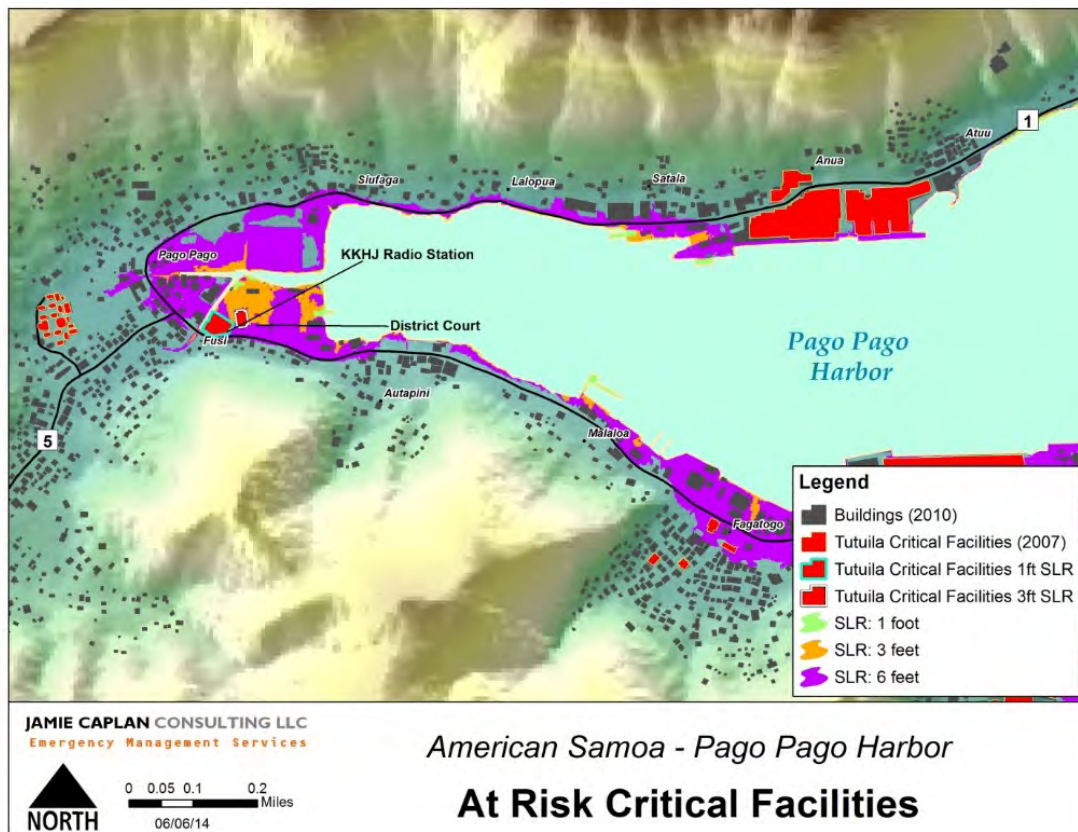 1
Atuu
Anua
Siufaga
Lalopua
Satala
Pago Pago
KKHJ Radio Station
District Court
Fusi
Pago Pago
Harbor
Autapini
5
Malaloa
Fagatogo
Legend
Buildings (2010)
Tutuila Critical Facilities (2007)
Tutuila Critical Facilities 1ft SLR
Tutuila Critical Facilities 3ft SLR
SLR: 1 foot
SLR: 3 feet
SLR: 6 feet
JAMIE CAPLAN CONSULTING LLC
Emergency Management Services
American Samoa - Pago Pago Harbor
At Risk Critical Facilities
0 0.05 0.1 0.2
Miles
NORTH
06/06/14